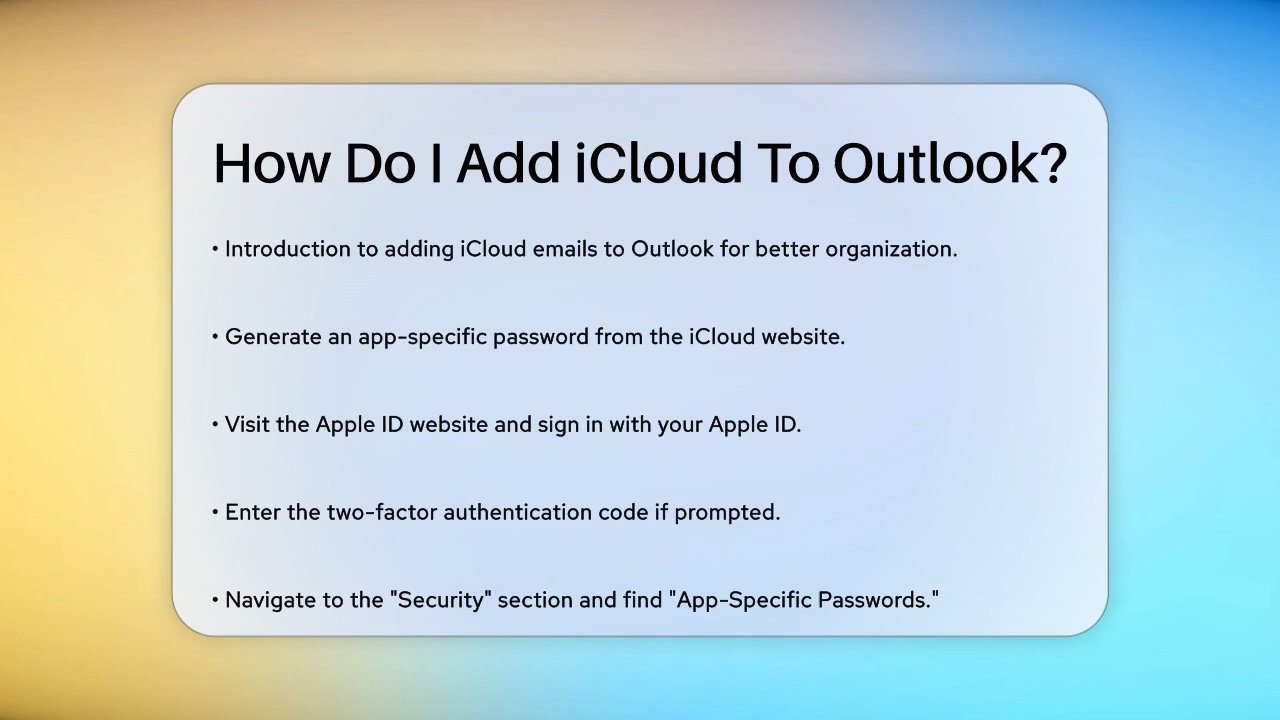 How Do I Add iCloud To Outlook?
• Introduction to adding iCloud emails to Outlook for better organization.
• Generate an app-specific password from the iCloud website.
• Visit the Apple ID website and sign in with your Apple ID.
• Enter the two-factor authentication code if prompted.
• Navigate to the "Security" section and find "App-Specific Passwords."